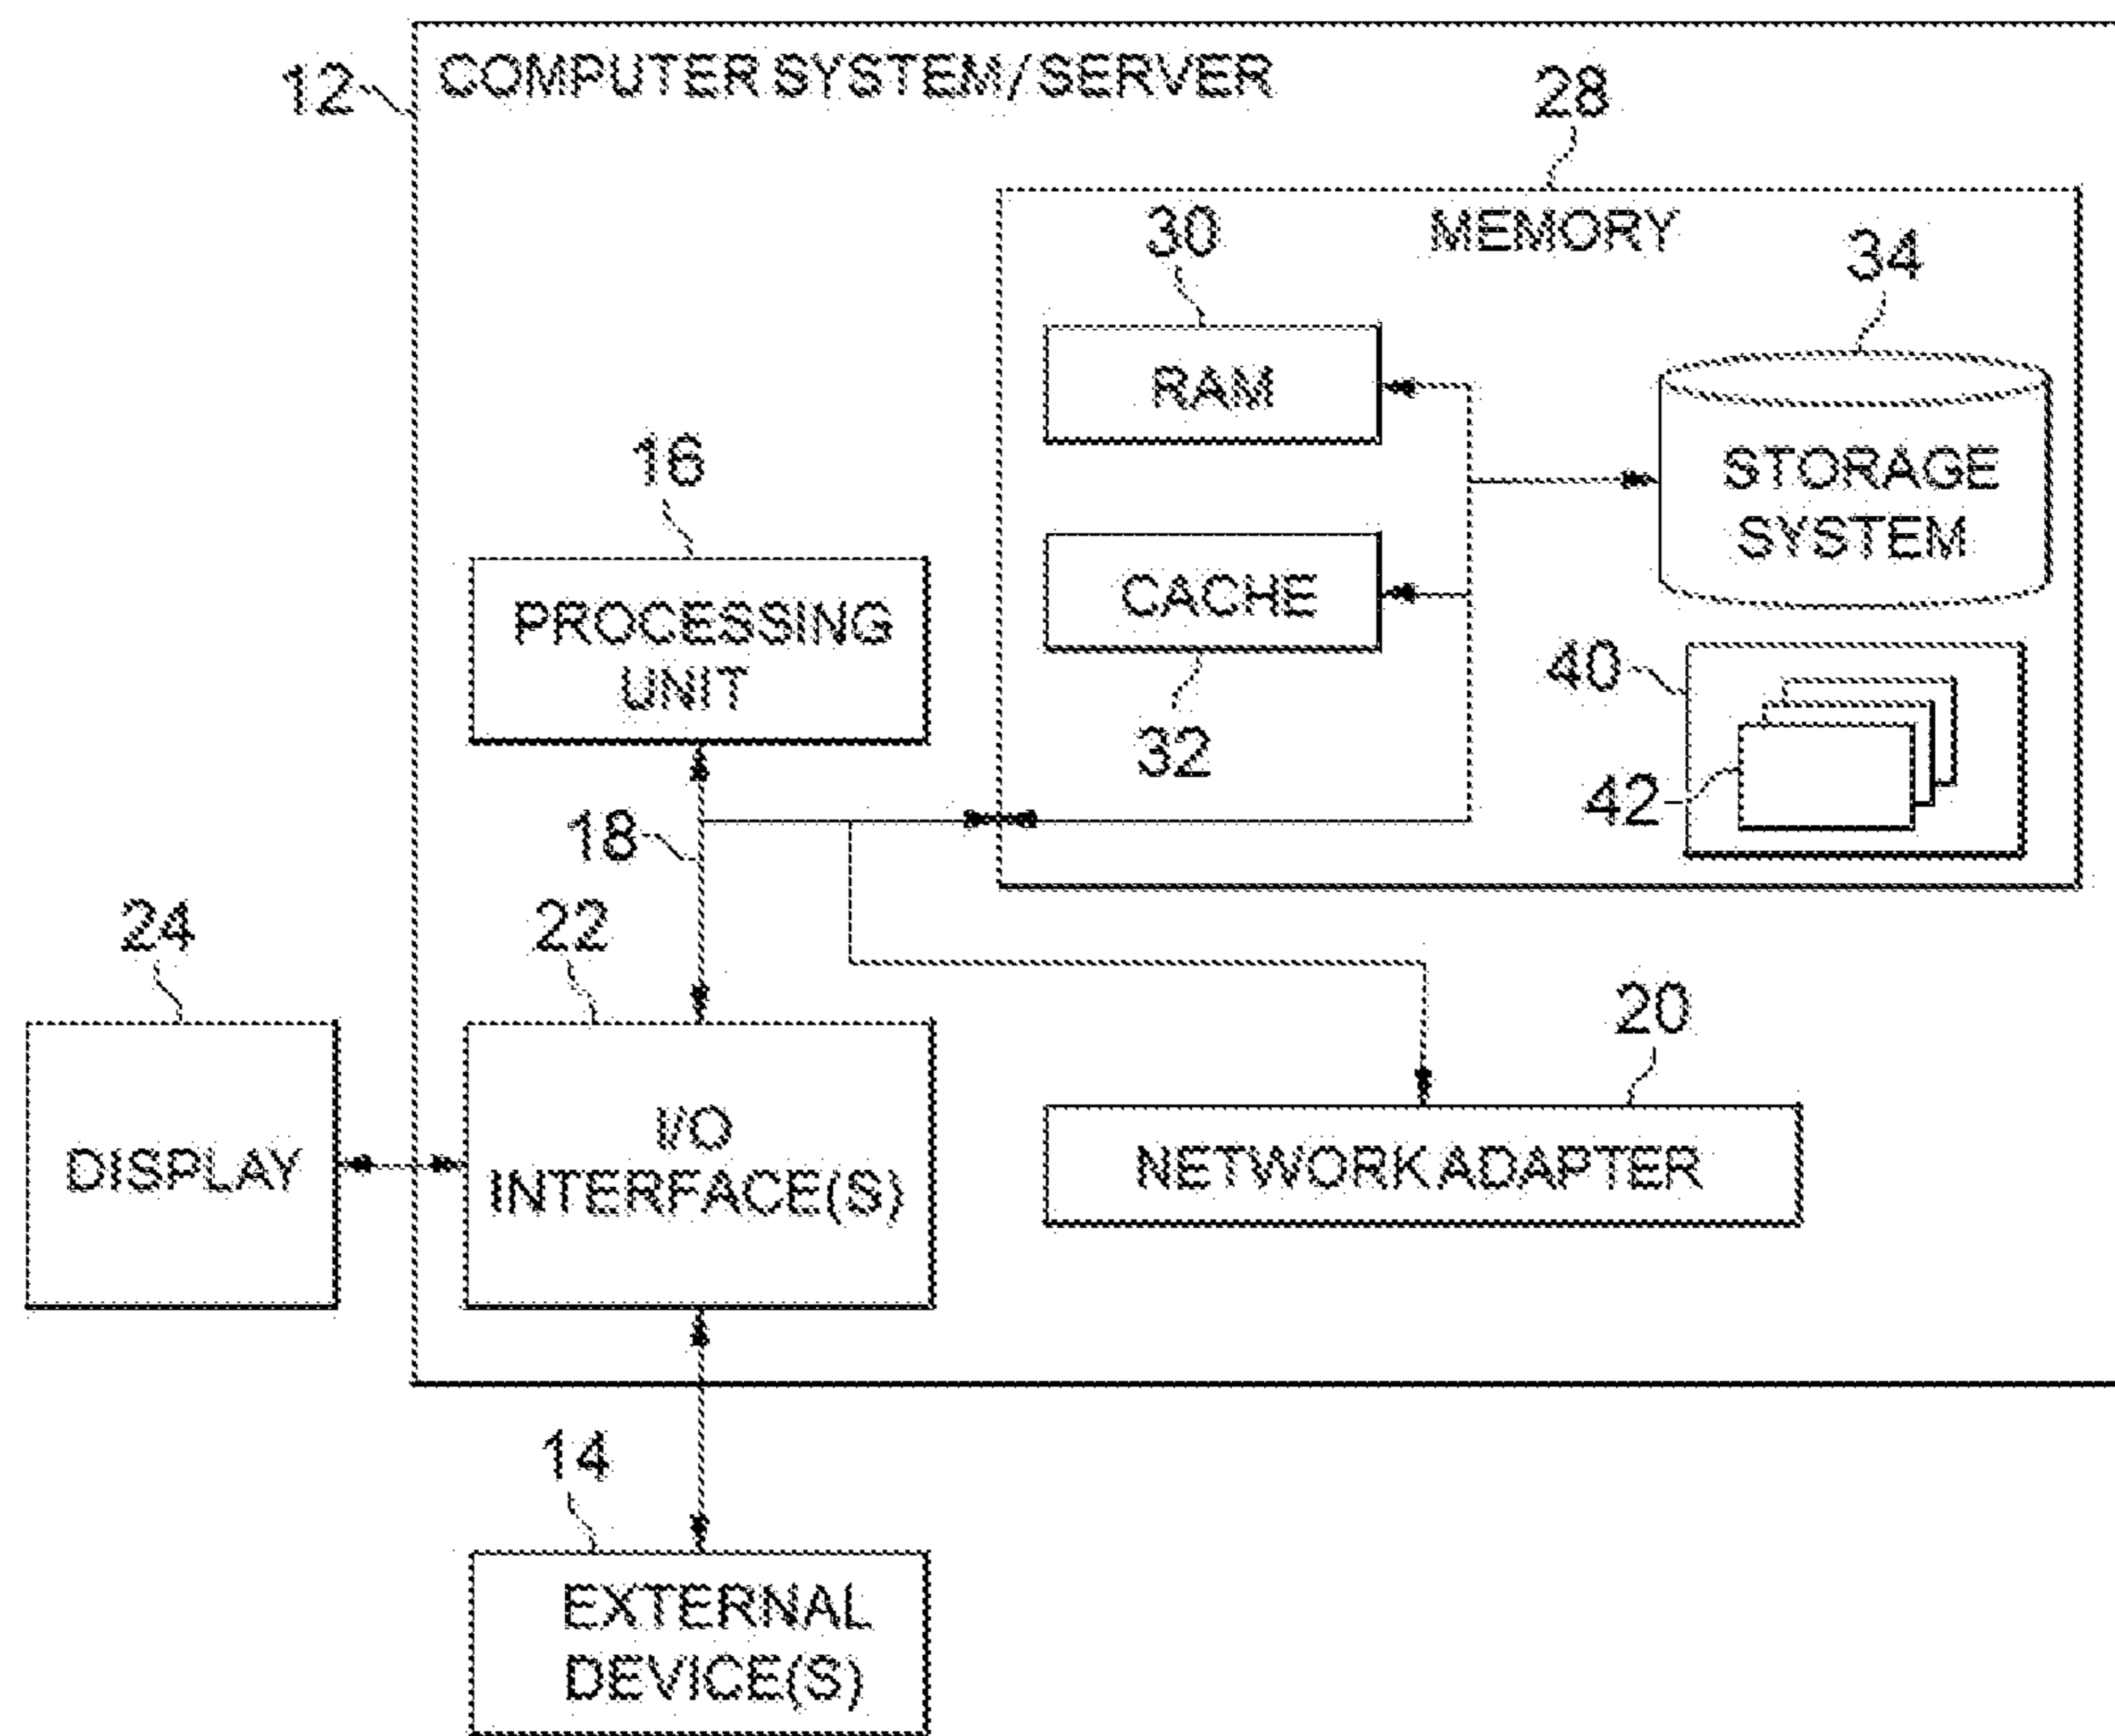 12
COMPUTER SYSTEM/SERVER
28
MEMORY
30
34
RAM
STORAGE
SYSTEM
16
CACHE
PROCESSING
UNIT
40
32
42
18
24
22
20
I/O
INTERFACE(S)
DISPLAY
NETWORK ADAPTER
14
EXTERNAL
DEVICE(S)